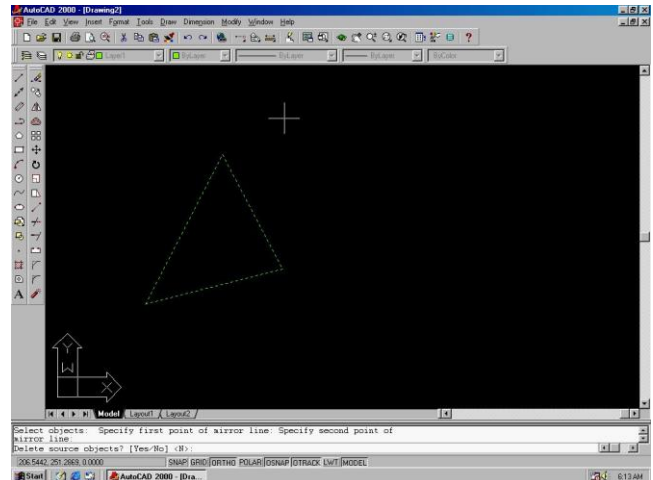 AutoCAD 2000 - [Drawing2]
File Edit View Insert Format Tools Draw Dimension Modify Window Help
Layer1 ByLayer ByLayer ByLayer ByColor
A
Y
W
X
Model Layout1 Layout2
Select objects: Specify first point of mirror line: Specify second point of
mirror line:
Delete source objects? [Yes/No] <N>:
206.5442, 251.2869, 0.0000 SNAP GRID ORTHO POLAR OSNAP OTRACK LWT MODEL
Start AutoCAD 2000 - [Dra... 6:13 AM